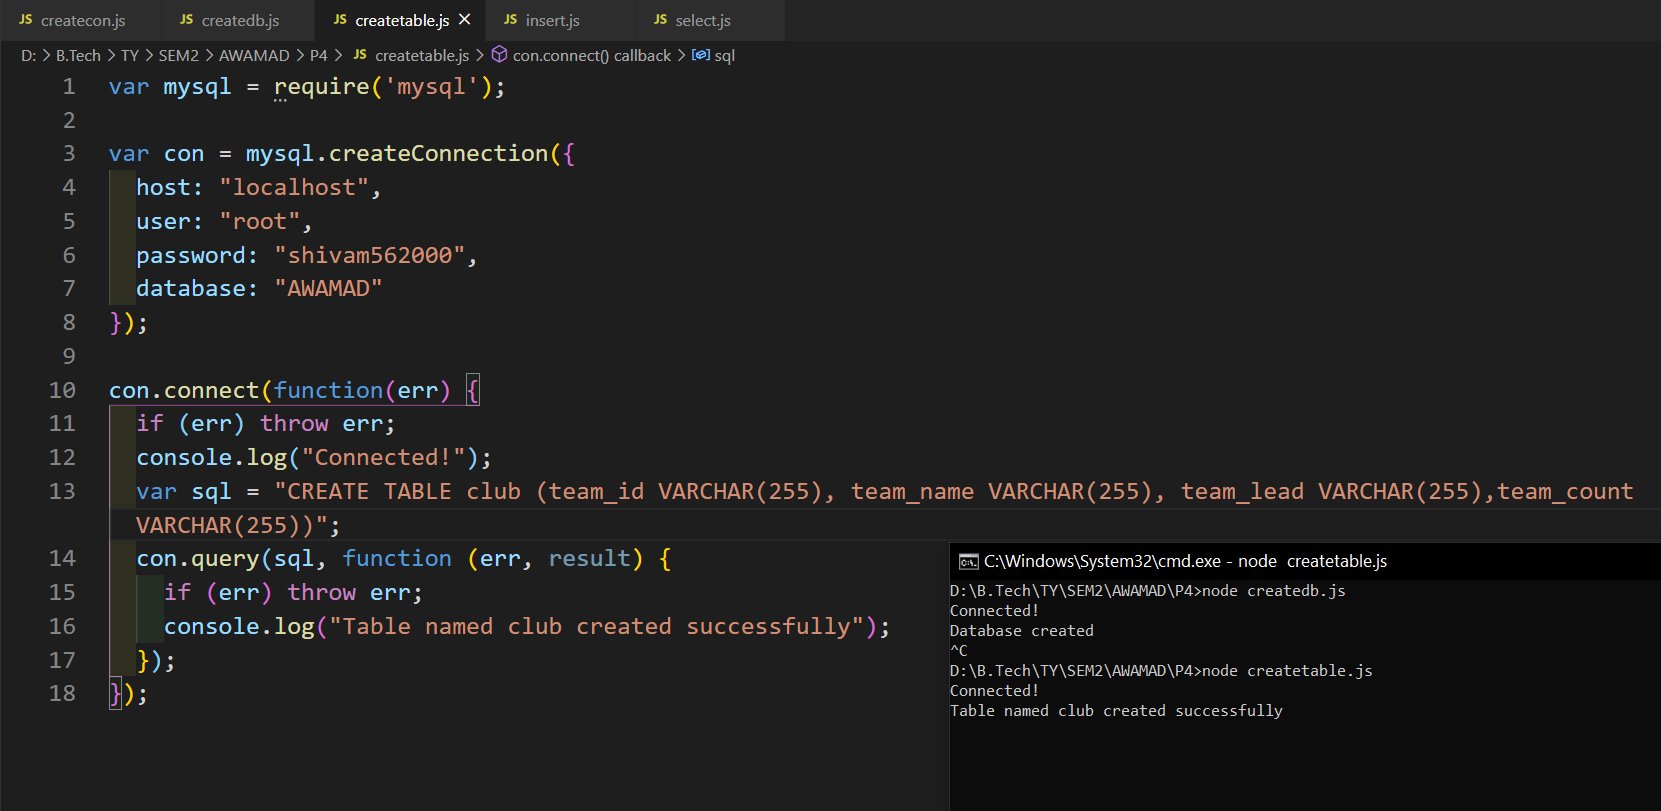 JS createcon.js JS createdb.js JS createtable.js JS insert.js JS select.js
D: > B.Tech > TY > SEM2 > AWAMAD > P4 > JS createtable.js > con.connect() callback > sql
1 var mysql = require('mysql');
2
3 var con = mysql.createConnection({
4 host: "localhost",
5 user: "root",
6 password: "shivam562000",
7 database: "AWAMAD"
8 });
9
10 con.connect(function(err) {
11 if (err) throw err;
12 console.log("Connected!");
13 var sql = "CREATE TABLE club (team_id VARCHAR(255), team_name VARCHAR(255), team_lead VARCHAR(255),team_count
VARCHAR(255))";
14 con.query(sql, function (err, result) {
15 if (err) throw err;
16 console.log("Table named club created successfully");
17 });
18 });
C:\Windows\System32\cmd.exe - node createtable.js
D:\B.Tech\TY\SEM2\AWAMAD\P4>node createdb.js
Connected!
Database created
^C
D:\B.Tech\TY\SEM2\AWAMAD\P4>node createtable.js
Connected!
Table named club created successfully